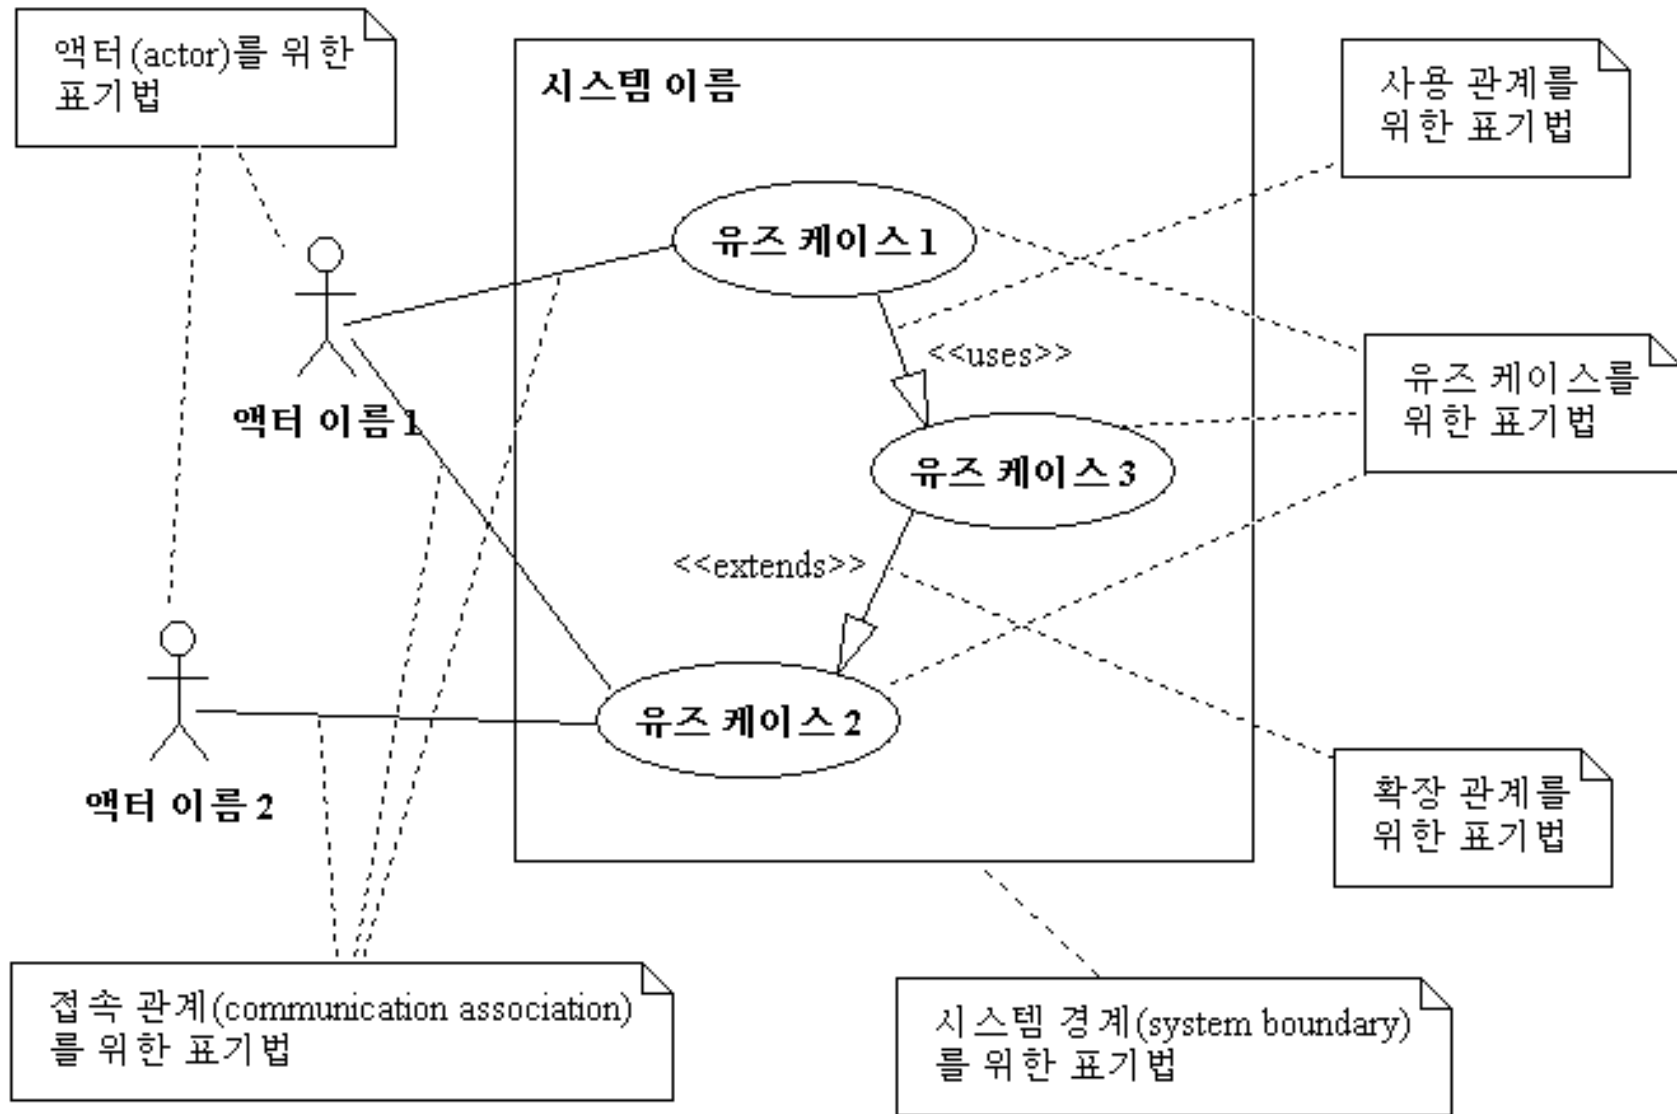 액터(actor)를 위한
표기법
시스템 이름
사용 관계를
위한 표기법
유즈 케이스1
<<uses>>
유즈 케이스를
위한 표기법
액터 이름1
유즈 케이스3
<<extends>>
유즈 케이스2
액터 이름2
확장 관계를
위한 표기법
접속 관계(communication association)
를 위한 표기법
시스템 경계(system boundary)
를 위한 표기법